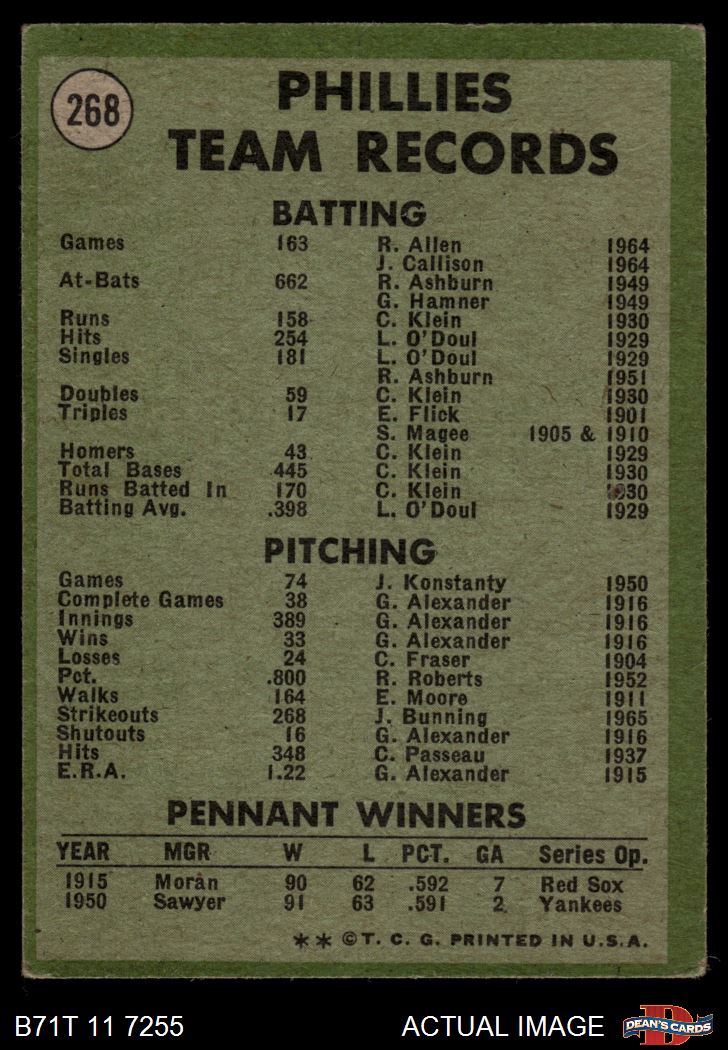 268
PHILLIES
TEAM RECORDS
BATTING
Games 163 R. Allen 1964
J. Callison 1964
At-Bats 662 R. Ashburn 1949
G. Hamner 1949
Runs 158 C. Klein 1930
Hits 254 L. O'Doul 1929
Singles 181 L. O'Doul 1929
R. Ashburn 1951
Doubles 59 C. Klein 1930
Triples 17 E. Flick 1901
S. Magee 1905 & 1910
Homers 43 C. Klein 1929
Total Bases 445 C. Klein 1930
Runs Batted In 170 C. Klein 1930
Batting Avg. .398 L. O'Doul 1929
PITCHING
Games 74 J. Konstanty 1950
Complete Games 38 G. Alexander 1916
Innings 389 G. Alexander 1916
Wins 33 G. Alexander 1916
Losses 24 C. Fraser 1904
Pct. .800 R. Roberts 1952
Walks 164 E. Moore 1911
Strikeouts 268 J. Bunning 1965
Shutouts 16 G. Alexander 1916
Hits 348 C. Passeau 1937
E.R.A. 1.22 G. Alexander 1915
PENNANT WINNERS
YEAR MGR W L PCT. GA Series Op.
1915 Moran 90 62 .592 7 Red Sox
1950 Sawyer 91 63 .591 2 Yankees
** ©T. C. G. PRINTED IN U.S.A.
B71T 11 7255 ACTUAL IMAGE D DEAN'S CARDS